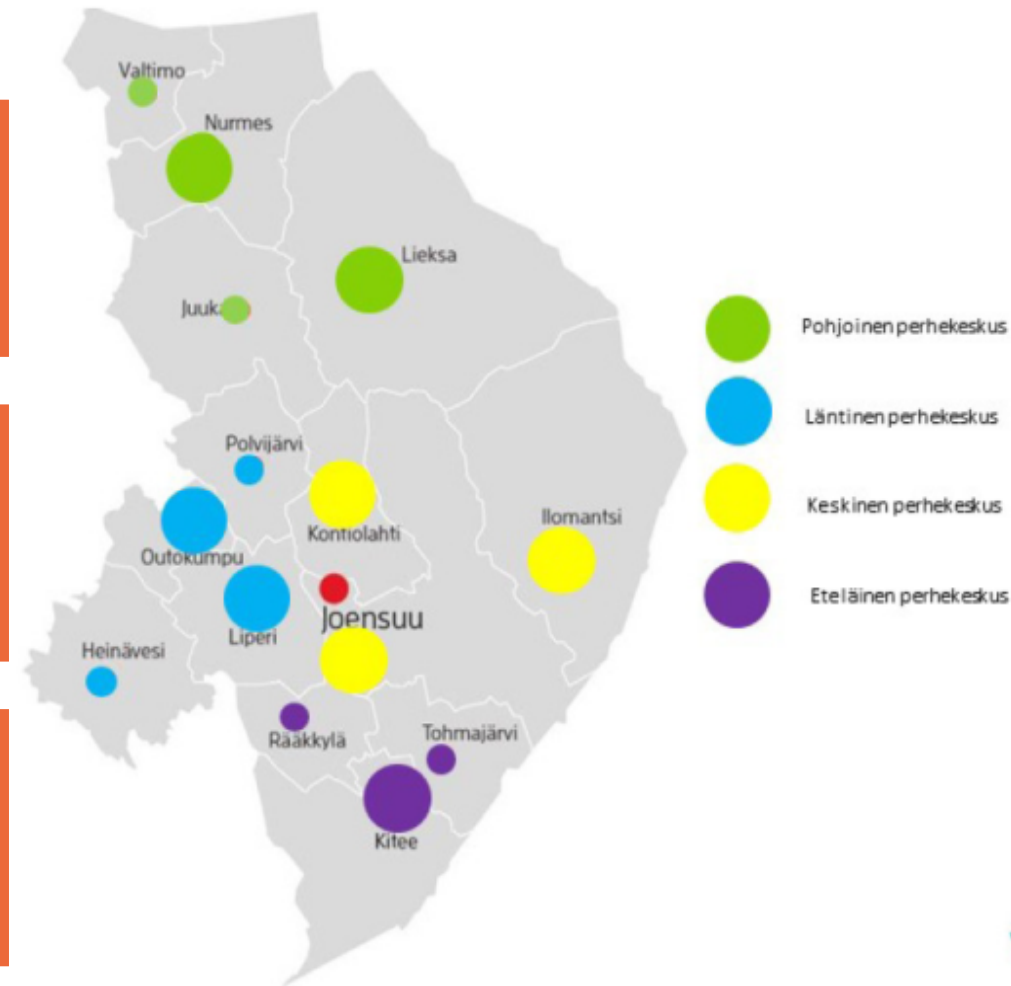 Valtimo
Nurmes
Lieksa
Juuka
Polvijärvi
Kontiolahti
Ilomantsi
Outokumpu
Joensuu
Liperi
Heinävesi
Rääkkylä
Tohmajärvi
Kitee
Pohjoinen perhekeskus
Läntinen perhekeskus
Keskinen perhekeskus
Eteläinen perhekeskus